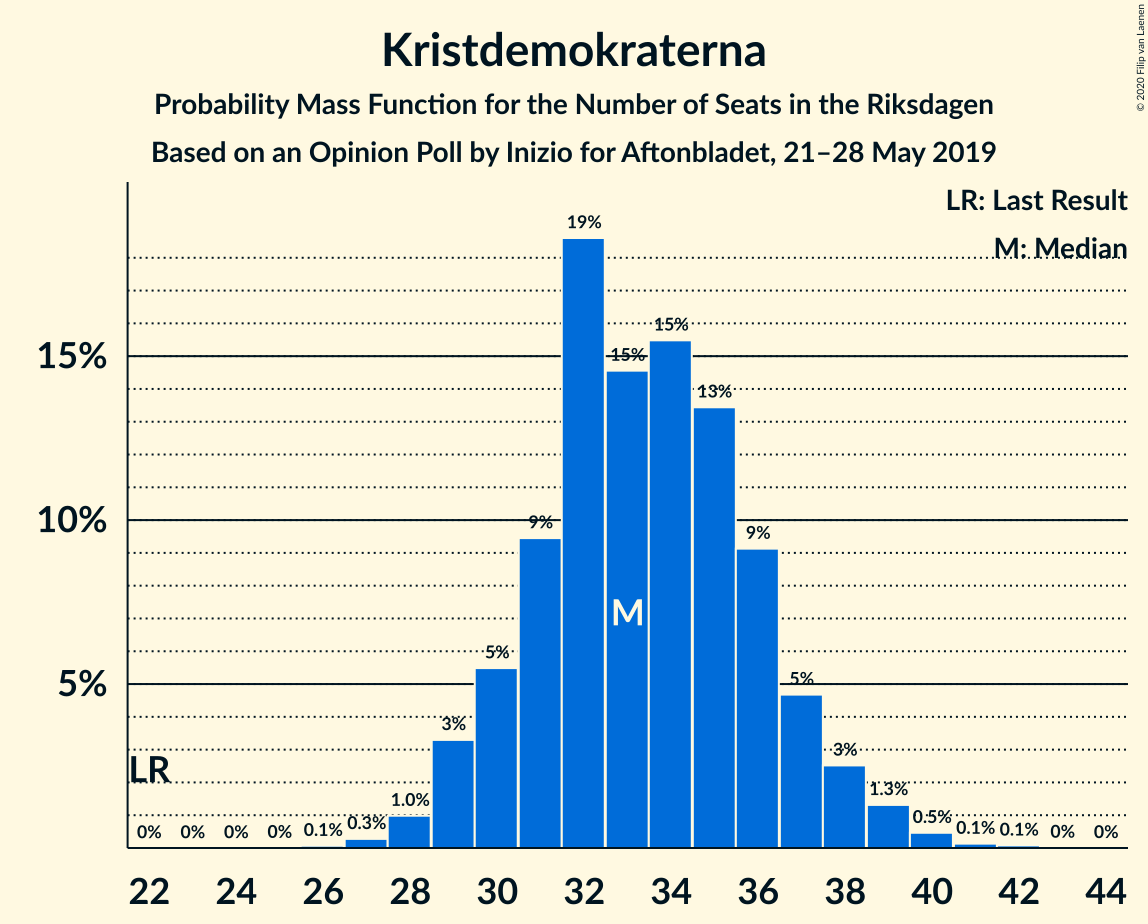 Kristdemokraterna
Probability Mass Function for the Number of Seats in the Riksdagen
Based on an Opinion Poll by Inizio for Aftonbladet, 21–28 May 2019
© 2020 Filip van Laenen
LR: Last Result
M: Median
15%
10%
5%
LR
M
0% 0% 0% 0% 0.1% 0.3% 1.0% 3% 5% 9% 19% 15% 15% 13% 9% 5% 3% 1.3% 0.5% 0.1% 0.1% 0% 0%
22 24 26 28 30 32 34 36 38 40 42 44